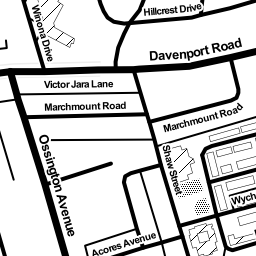 Winona Drive
Hillcrest Drive
Davenport Road
Victor Jara Lane
Marchmount Road
Marchmount Road
Ossington Avenue
Shaw Street
Wych
Acores Avenue